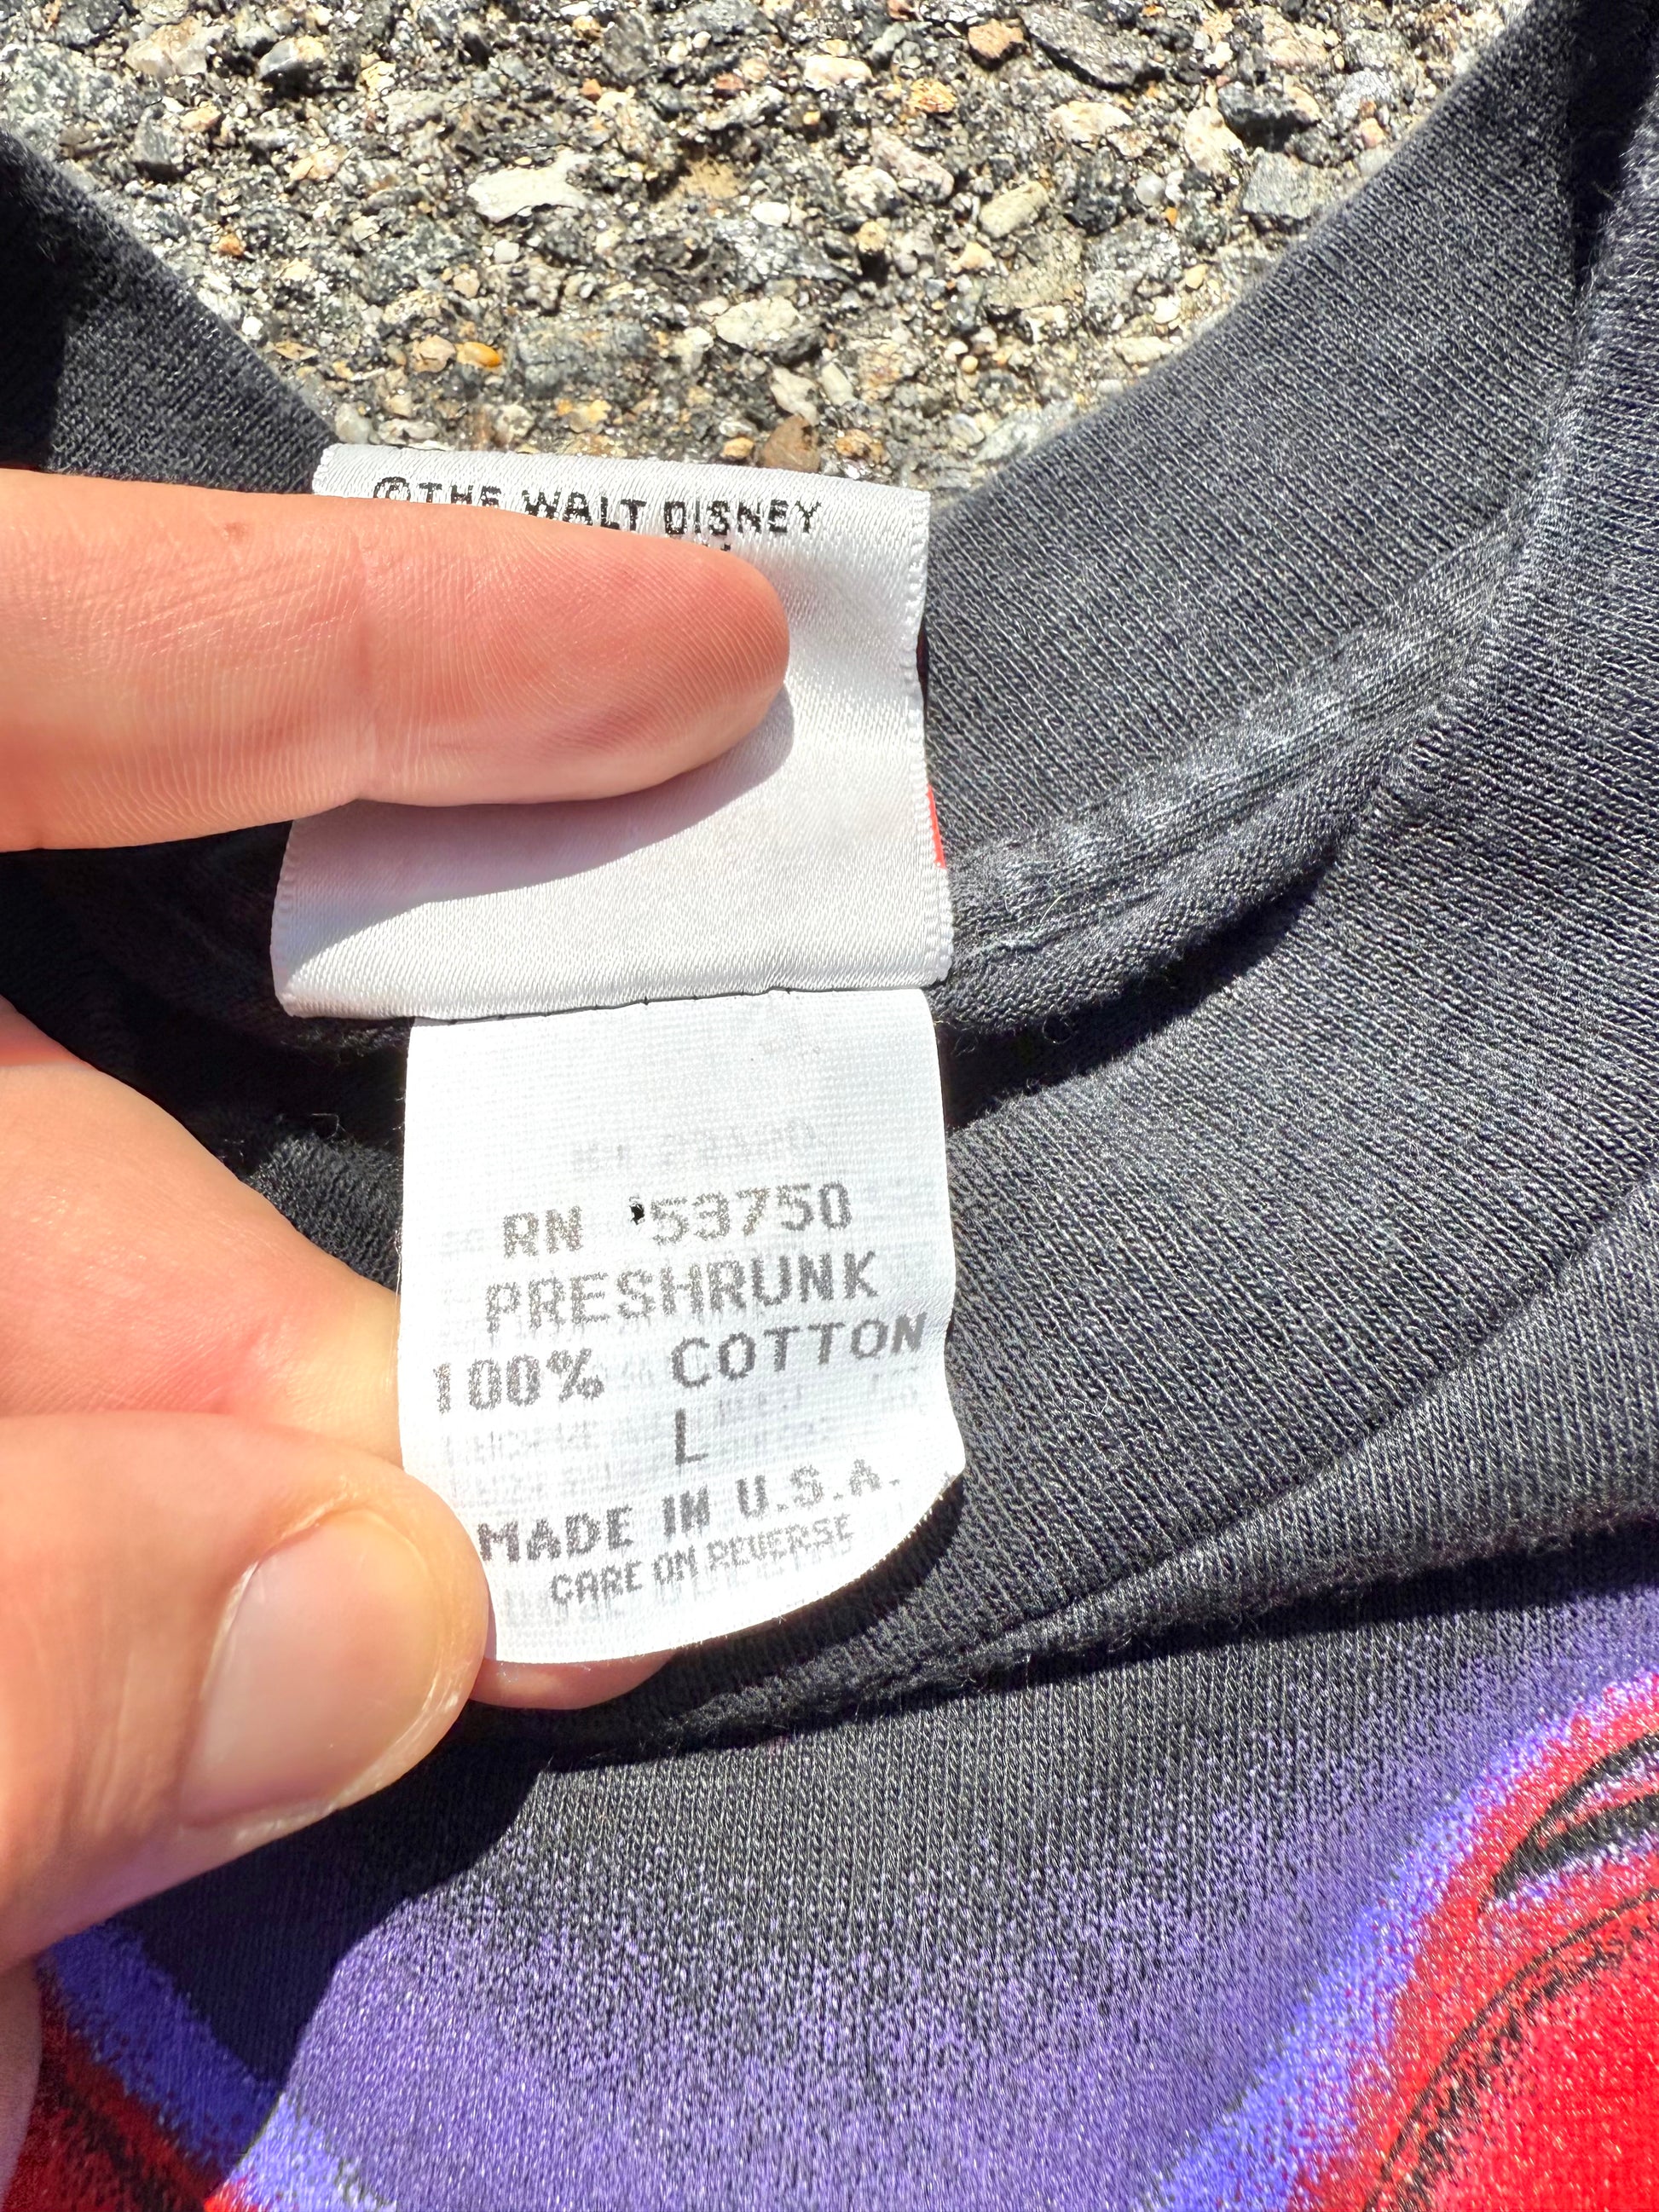 ©THE WALT DISNEY
RN 53750
PRESHRUNK
100% COTTON
L
MADE IN U.S.A.
CARE ON REVERSE